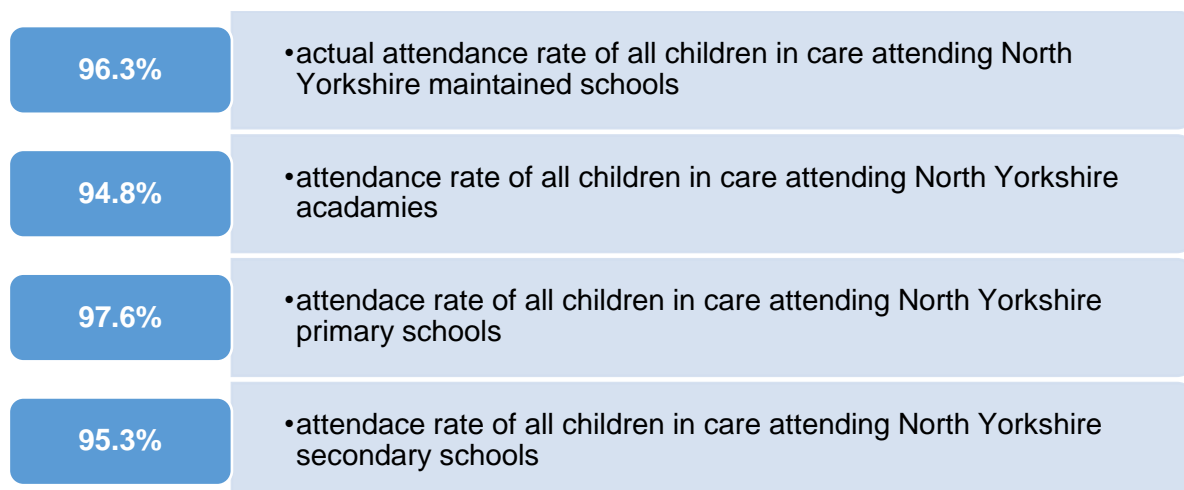 96.3%
•actual attendance rate of all children in care attending North
Yorkshire maintained schools
94.8%
•attendance rate of all children in care attending North Yorkshire
acadamies
97.6%
•attendace rate of all children in care attending North Yorkshire
primary schools
95.3%
•attendace rate of all children in care attending North Yorkshire
secondary schools